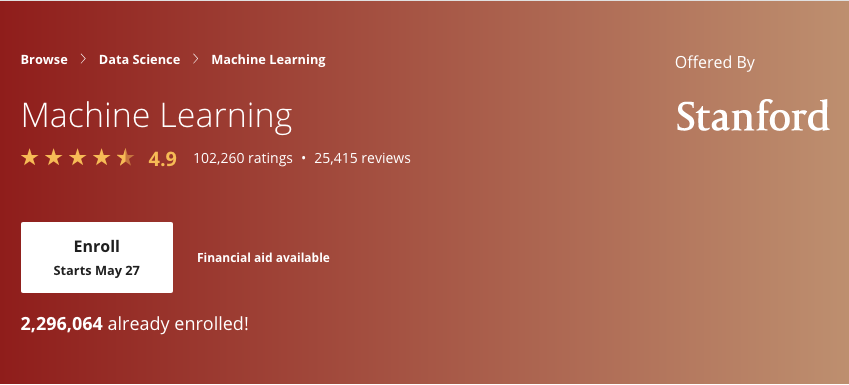 Browse > Data Science > Machine Learning
Offered By
Machine Learning
Stanford
4.9 102,260 ratings • 25,415 reviews
Enroll
Starts May 27
Financial aid available
2,296,064 already enrolled!